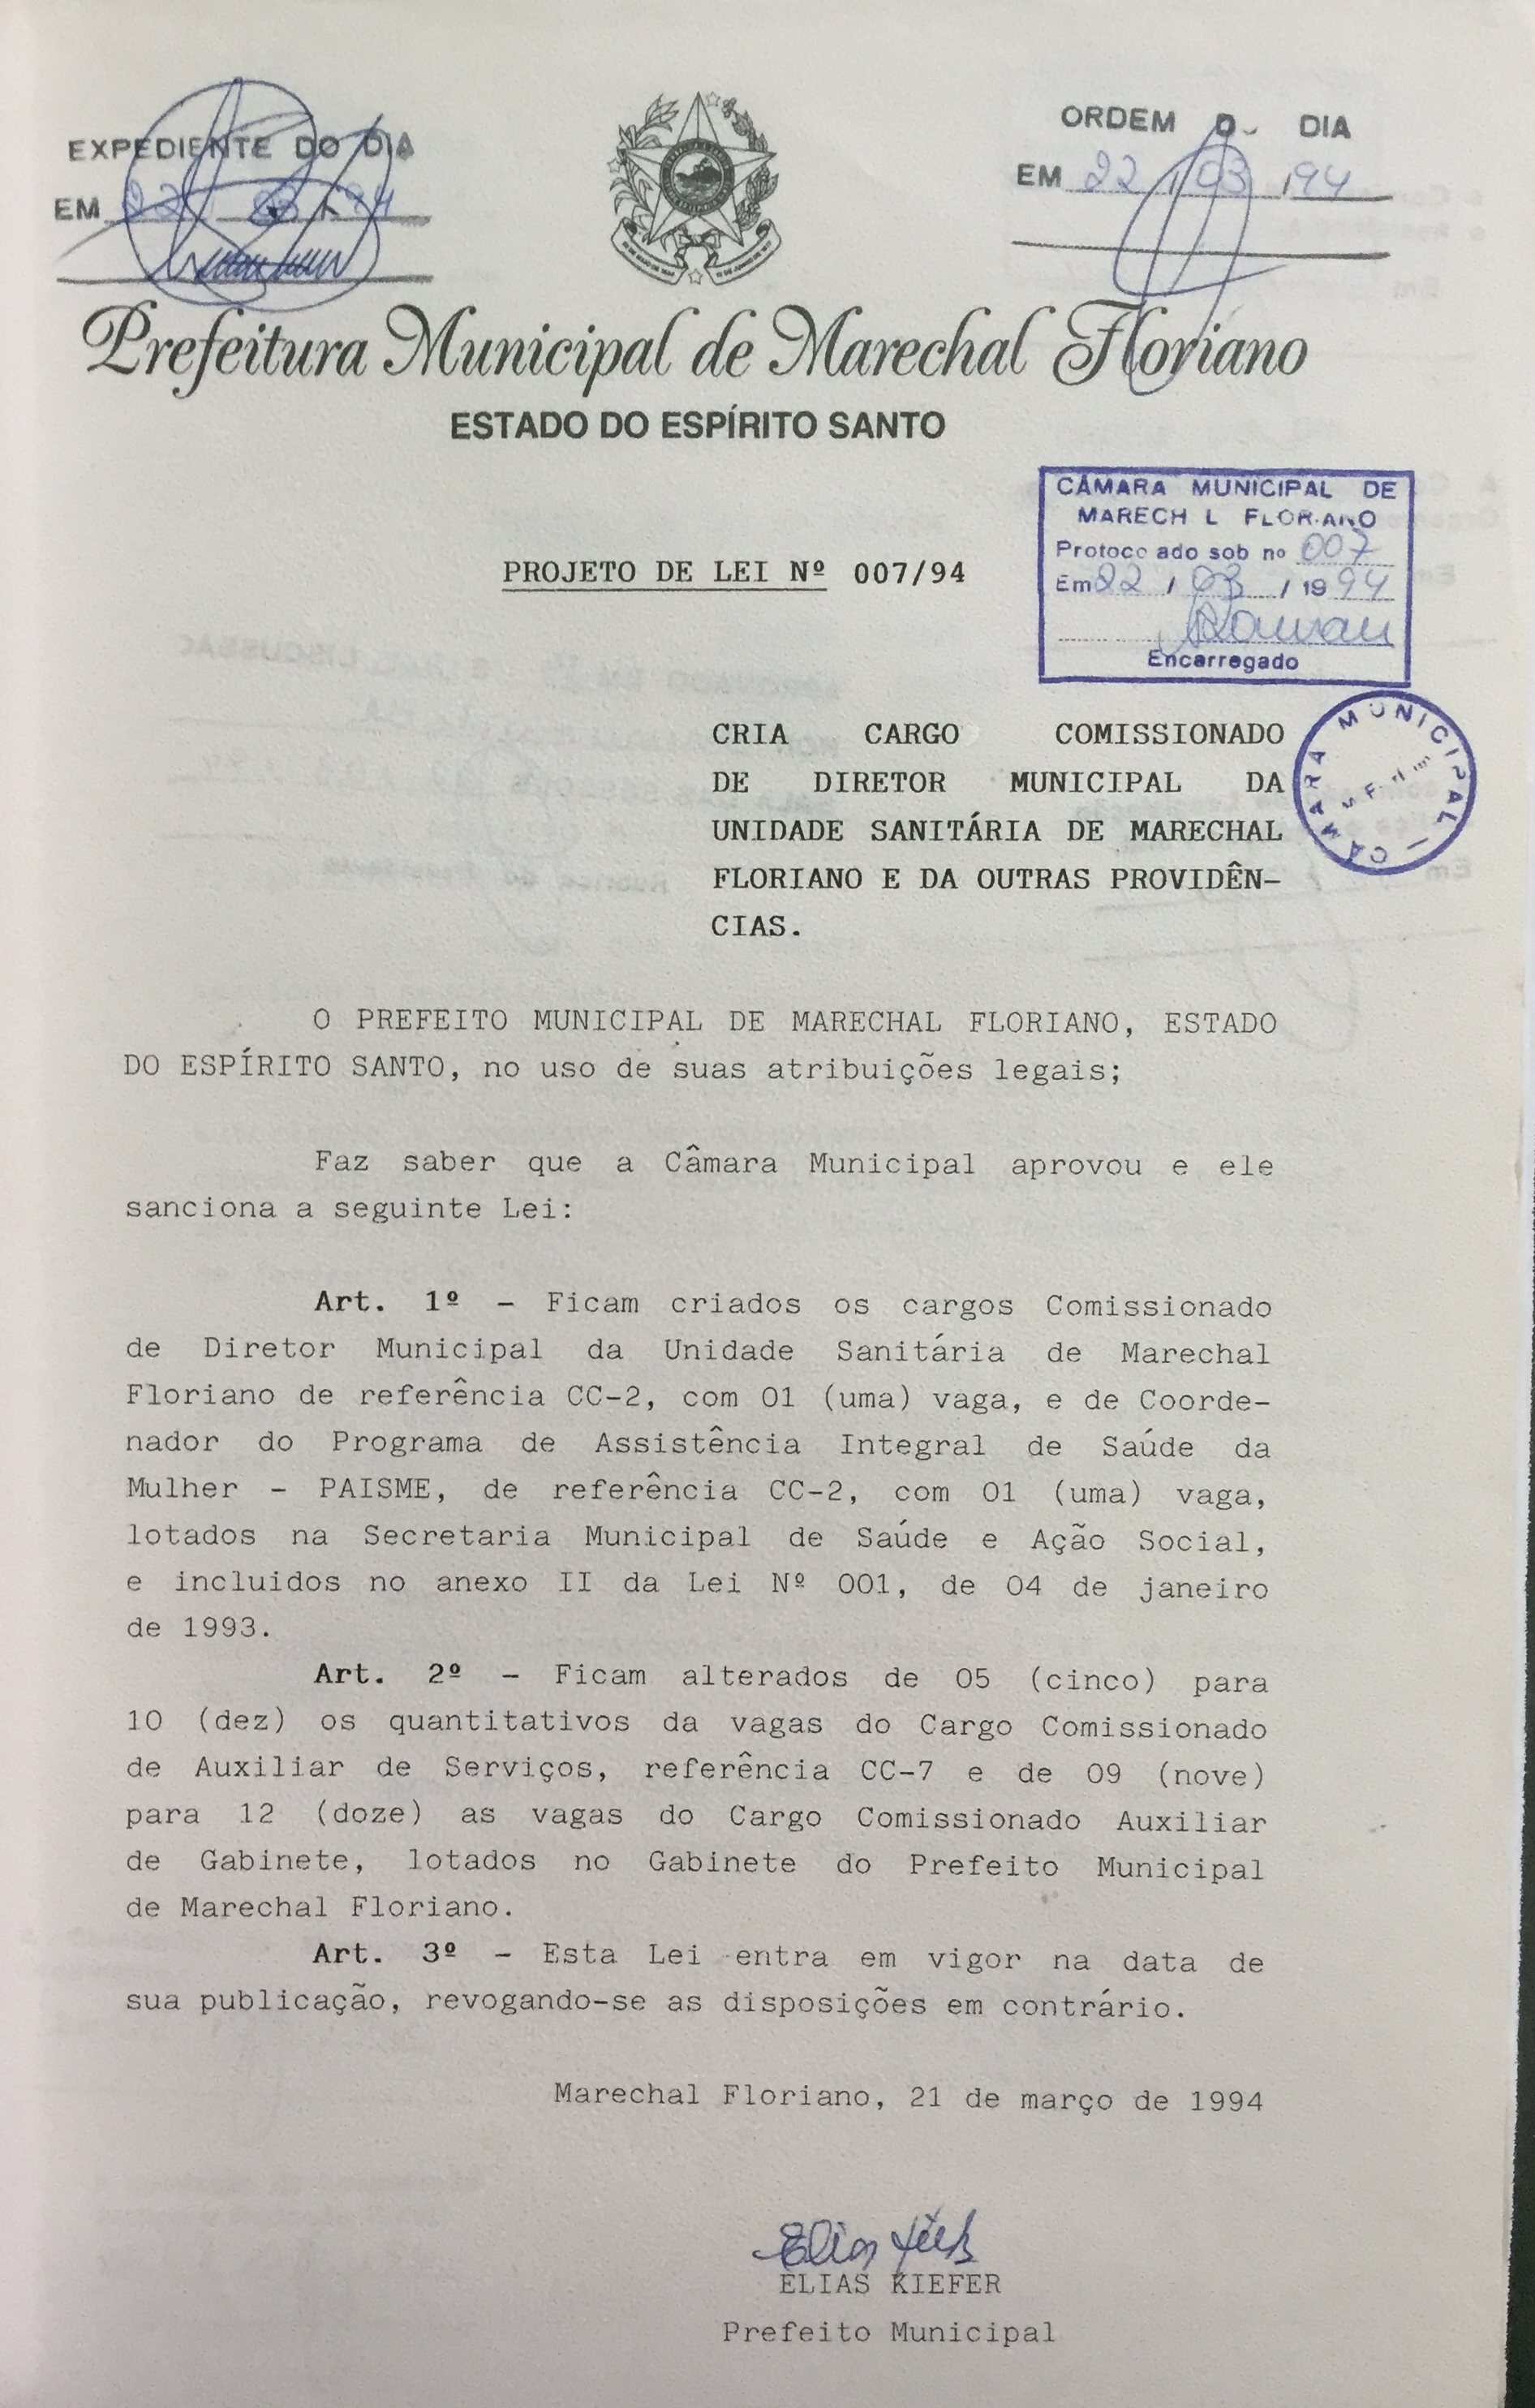 EXPEDIENTE DO DIA
EM 22 03 94
ORDEM D DIA
EM 22 / 03 / 94
Prefeitura Municipal de Marechal Floriano
ESTADO DO ESPÍRITO SANTO
CÂMARA MUNICIPAL DE
MARECH L FLORIANO
Protoco ado sob nº 007
Em 22 / 03 / 1994
Encarregado
PROJETO DE LEI Nº 007/94
CÂMARA MUNICIPAL
CRIA CARGO COMISSIONADO
DE DIRETOR MUNICIPAL DA
UNIDADE SANITÁRIA DE MARECHAL
FLORIANO E DA OUTRAS PROVIDÊN-
CIAS.
O PREFEITO MUNICIPAL DE MARECHAL FLORIANO, ESTADO
DO ESPÍRITO SANTO, no uso de suas atribuições legais;
Faz saber que a Câmara Municipal aprovou e ele
sanciona a seguinte Lei:
Art. 1º - Ficam criados os cargos Comissionado
de Diretor Municipal da Unidade Sanitária de Marechal
Floriano de referência CC-2, com 01 (uma) vaga, e de Coorde-
nador do Programa de Assistência Integral de Saúde da
Mulher - PAISME, de referência CC-2, com 01 (uma) vaga,
lotados na Secretaria Municipal de Saúde e Ação Social,
e incluidos no anexo II da Lei Nº 001, de 04 de janeiro
de 1993.
Art. 2º - Ficam alterados de 05 (cinco) para
10 (dez) os quantitativos da vagas do Cargo Comissionado
de Auxiliar de Serviços, referência CC-7 e de 09 (nove)
para 12 (doze) as vagas do Cargo Comissionado Auxiliar
de Gabinete, lotados no Gabinete do Prefeito Municipal
de Marechal Floriano.
Art. 3º - Esta Lei entra em vigor na data de
sua publicação, revogando-se as disposições em contrário.
Marechal Floriano, 21 de março de 1994
ELIAS KIEFER
Prefeito Municipal